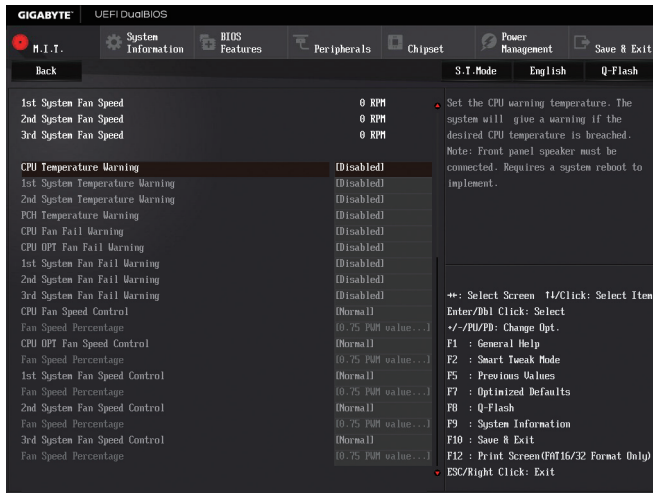 GIGABYTE™ UEFI DualBIOS
M.I.T. System Information BIOS Features Peripherals Chipset Power Management Save & Exit
Back S.T.Mode English Q-Flash
1st System Fan Speed 0 RPM
2nd System Fan Speed 0 RPM
3rd System Fan Speed 0 RPM
CPU Temperature Warning [Disabled]
1st System Temperature Warning [Disabled]
2nd System Temperature Warning [Disabled]
PCH Temperature Warning [Disabled]
CPU Fan Fail Warning [Disabled]
CPU OPT Fan Fail Warning [Disabled]
1st System Fan Fail Warning [Disabled]
2nd System Fan Fail Warning [Disabled]
3rd System Fan Fail Warning [Disabled]
CPU Fan Speed Control [Normal]
Fan Speed Percentage [0.75 PWM value...]
CPU OPT Fan Speed Control [Normal]
Fan Speed Percentage [0.75 PWM value...]
1st System Fan Speed Control [Normal]
Fan Speed Percentage [0.75 PWM value...]
2nd System Fan Speed Control [Normal]
Fan Speed Percentage [0.75 PWM value...]
3rd System Fan Speed Control [Normal]
Fan Speed Percentage [0.75 PWM value...]
Set the CPU warning temperature. The
system will give a warning if the
desired CPU temperature is breached.
Note: Front panel speaker must be
connected. Requires a system reboot to
implement.
→←: Select Screen ↑↓/Click: Select Item
Enter/Dbl Click: Select
+/-/PU/PD: Change Opt.
F1 : General Help
F2 : Smart Tweak Mode
F5 : Previous Values
F7 : Optimized Defaults
F8 : Q-Flash
F9 : System Information
F10 : Save & Exit
F12 : Print Screen(FAT16/32 Format Only)
ESC/Right Click: Exit